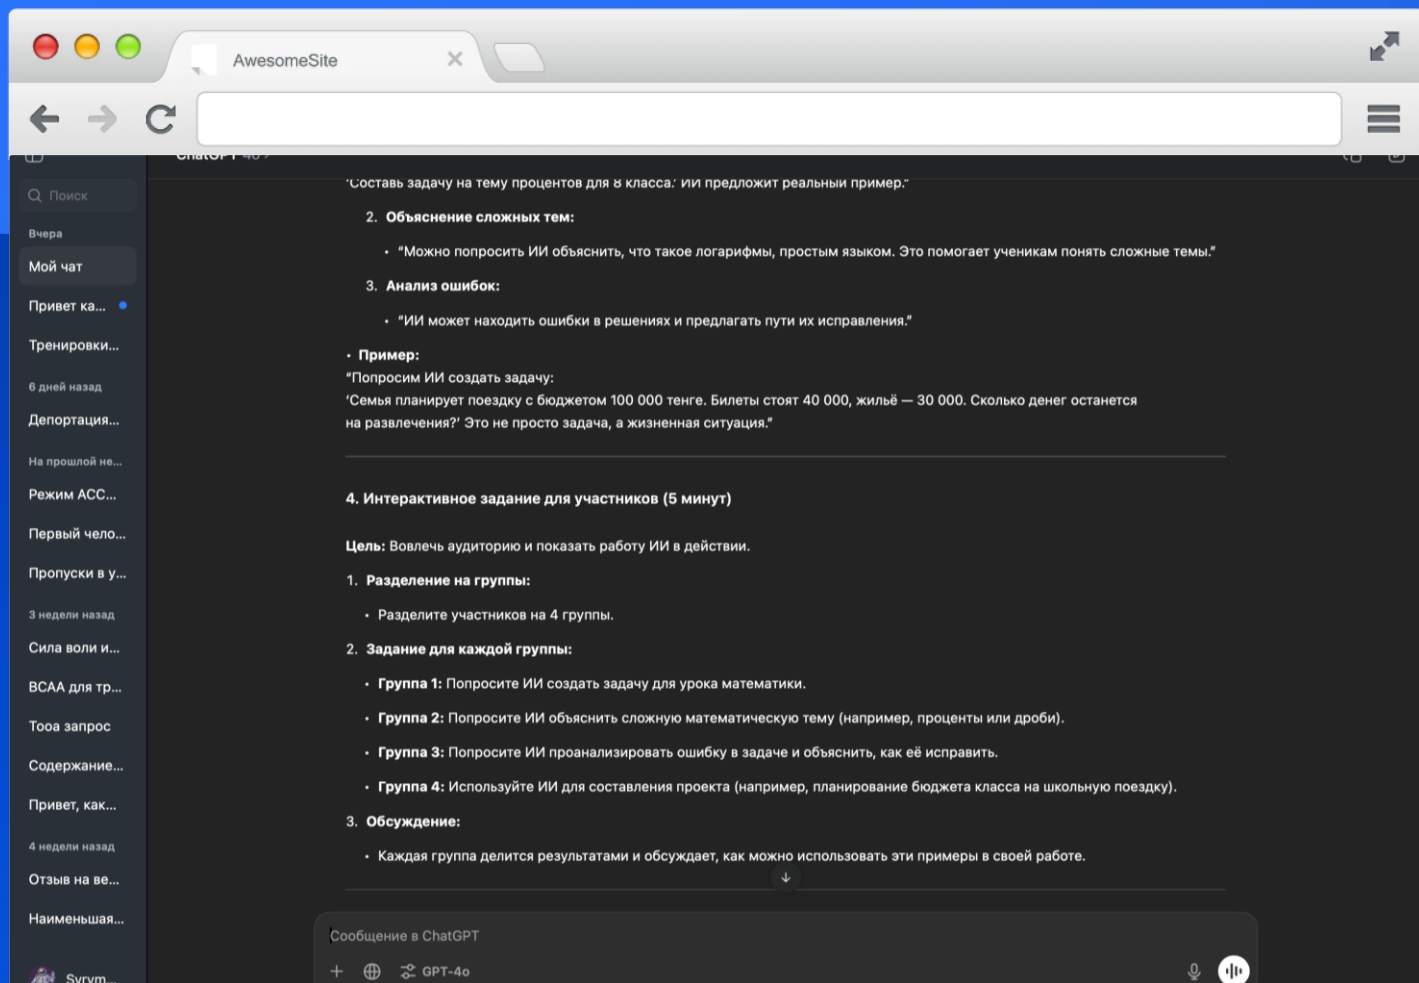 AwesomeSite
ChatGPT 4o >
Поиск
Вчера
Мой чат
Привет ка...
Тренировки...
6 дней назад
Депортация...
На прошлой не...
Режим ACC...
Первый чело...
Пропуски в у...
3 недели назад
Сила воли и...
BCAA для тр...
Тооа запрос
Содержание...
Привет, как...
4 недели назад
Отзыв на ве...
Наименьшая...
Syrym...
‘Составь задачу на тему процентов для 8 класса.’ ИИ предложит реальный пример.”
2. Объяснение сложных тем:
• “Можно попросить ИИ объяснить, что такое логарифмы, простым языком. Это помогает ученикам понять сложные темы.”
3. Анализ ошибок:
• “ИИ может находить ошибки в решениях и предлагать пути их исправления.”
• Пример:
“Попросим ИИ создать задачу:
‘Семья планирует поездку с бюджетом 100 000 тенге. Билеты стоят 40 000, жильё — 30 000. Сколько денег останется
на развлечения?’ Это не просто задача, а жизненная ситуация.”
4. Интерактивное задание для участников (5 минут)
Цель: Вовлечь аудиторию и показать работу ИИ в действии.
1. Разделение на группы:
• Разделите участников на 4 группы.
2. Задание для каждой группы:
• Группа 1: Попросите ИИ создать задачу для урока математики.
• Группа 2: Попросите ИИ объяснить сложную математическую тему (например, проценты или дроби).
• Группа 3: Попросите ИИ проанализировать ошибку в задаче и объяснить, как её исправить.
• Группа 4: Используйте ИИ для составления проекта (например, планирование бюджета класса на школьную поездку).
3. Обсуждение:
• Каждая группа делится результатами и обсуждает, как можно использовать эти примеры в своей работе.
Сообщение в ChatGPT
GPT-4o